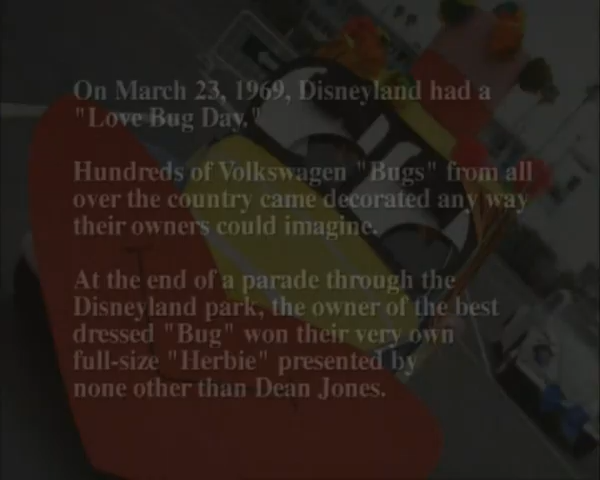 On March 23, 1969, Disneyland had a
"Love Bug Day."
Hundreds of Volkswagen "Bugs" from all
over the country came decorated any way
their owners could imagine.
At the end of a parade through the
Disneyland park, the owner of the best
dressed "Bug" won their very own
full-size "Herbie" presented by
none other than Dean Jones.